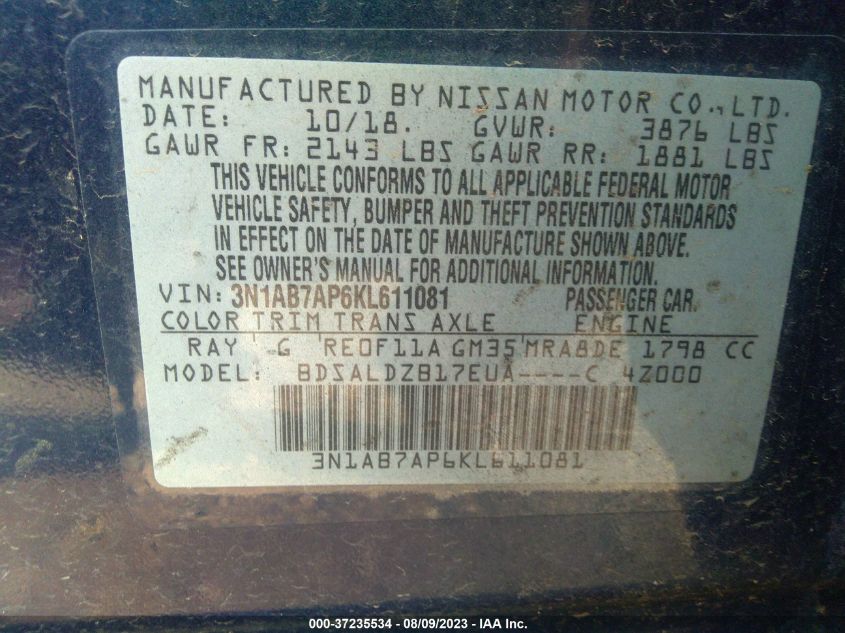 MANUFACTURED BY NISSAN MOTOR CO., LTD.
DATE: 10/18. GVWR: 3876 LBS
GAWR FR: 2143 LBS GAWR RR: 1881 LBS
THIS VEHICLE CONFORMS TO ALL APPLICABLE FEDERAL MOTOR
VEHICLE SAFETY, BUMPER AND THEFT PREVENTION STANDARDS
IN EFFECT ON THE DATE OF MANUFACTURE SHOWN ABOVE.
SEE OWNER'S MANUAL FOR ADDITIONAL INFORMATION.
VIN: 3N1AB7AP6KL611081 PASSENGER CAR.
COLOR TRIM TRANS AXLE ENGINE
RAY G RE0F11A GM35 MRA8DE 1798 CC
MODEL: BDSALDZB17EUA----C 4Z000
3N1AB7AP6KL611081
000-37235534 - 08/09/2023 - IAA Inc.